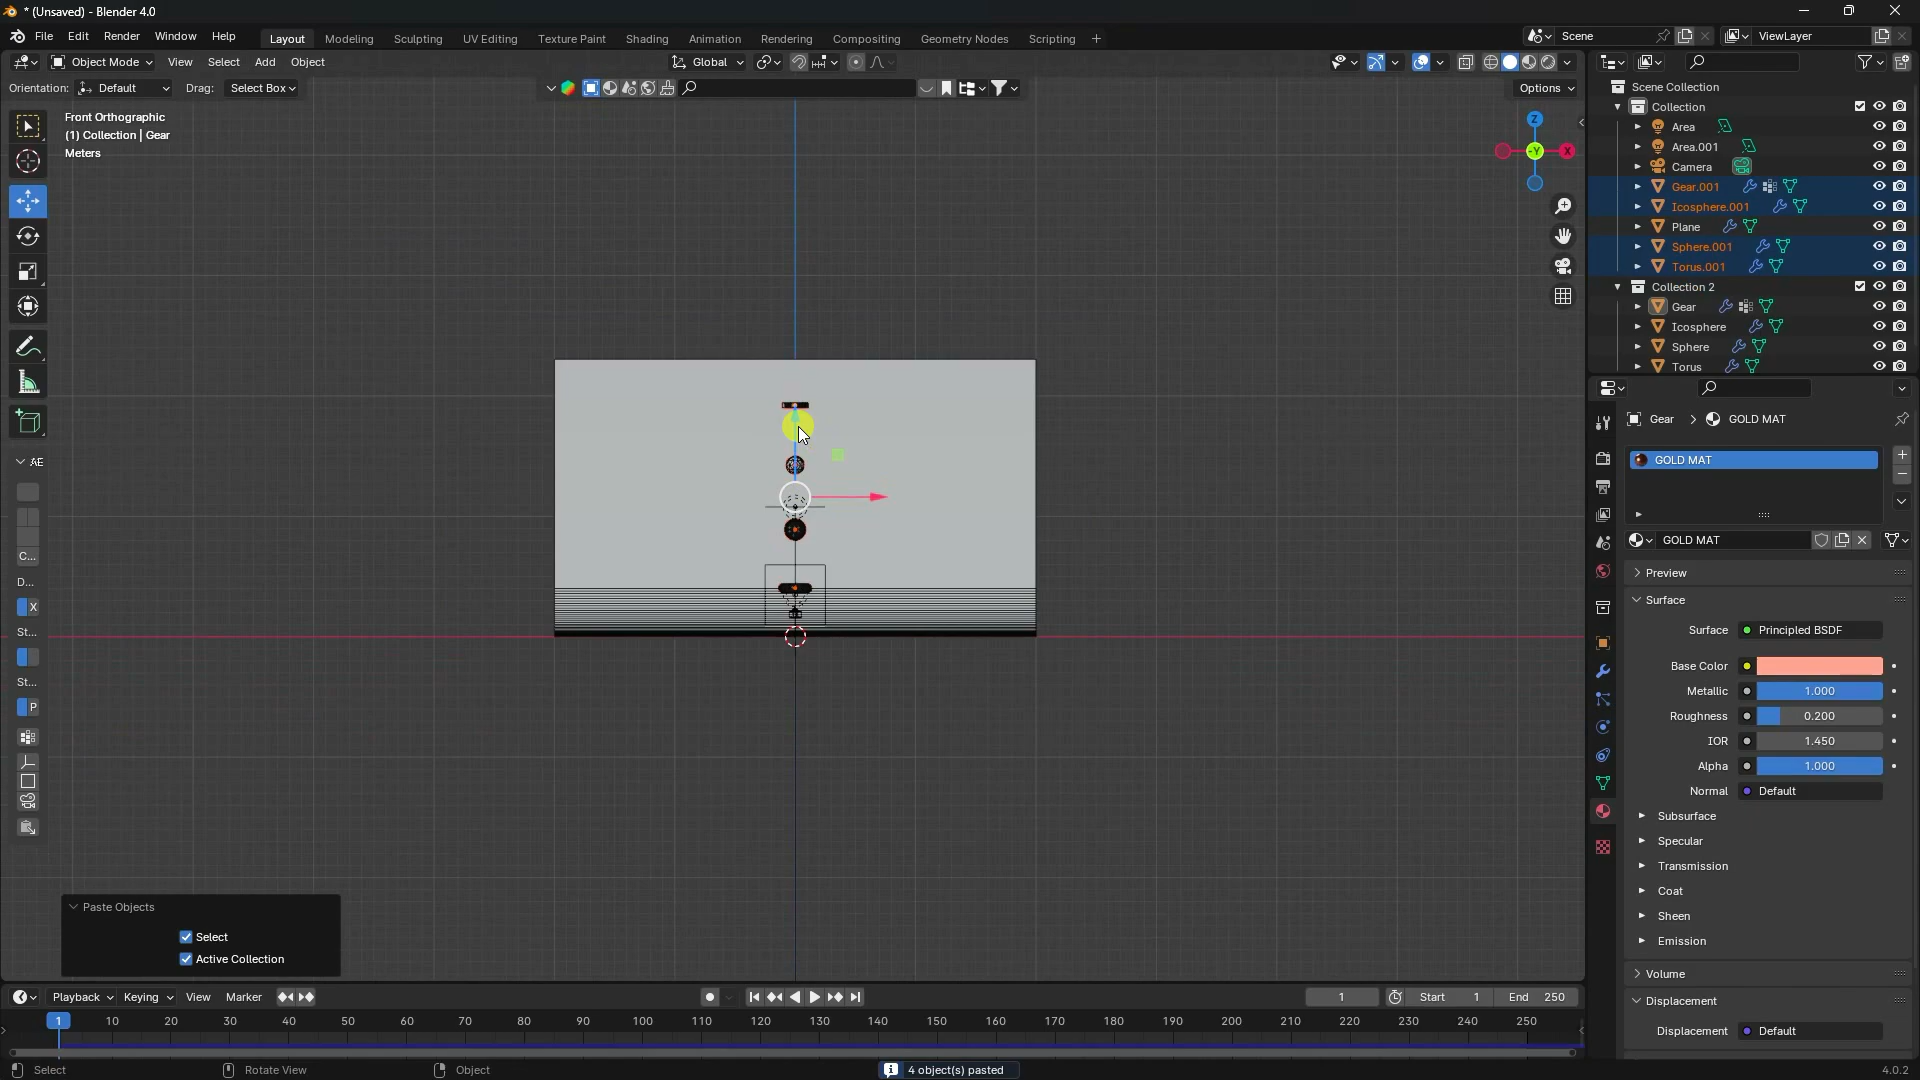 * (Unsaved) - Blender 4.0
File Edit Render Window Help
Layout Modeling Sculpting UV Editing Texture Paint Shading Animation Rendering Compositing Geometry Nodes Scripting +
Scene
ViewLayer
Object Mode View Select Add Object
Global
Orientation: Default Drag: Select Box
Options
Front Orthographic
(1) Collection | Gear
Meters
Z
-Y
X
AE
C...
D...
X
St...
St...
P
Paste Objects
Select
Active Collection
Scene Collection
Collection
Area
Area.001
Camera
Gear.001
Icosphere.001
Plane
Sphere.001
Torus.001
Collection 2
Gear
Icosphere
Sphere
Torus
Gear > GOLD MAT
GOLD MAT
GOLD MAT
Preview
Surface
Surface Principled BSDF
Base Color
Metallic 1.000
Roughness 0.200
IOR 1.450
Alpha 1.000
Normal Default
Subsurface
Specular
Transmission
Coat
Sheen
Emission
Volume
Displacement
Displacement Default
Playback Keying View Marker
1 Start 1 End 250
1 10 20 30 40 50 60 70 80 90 100 110 120 130 140 150 160 170 180 190 200 210 220 230 240 250
Select Rotate View Object
4 object(s) pasted
4.0.2